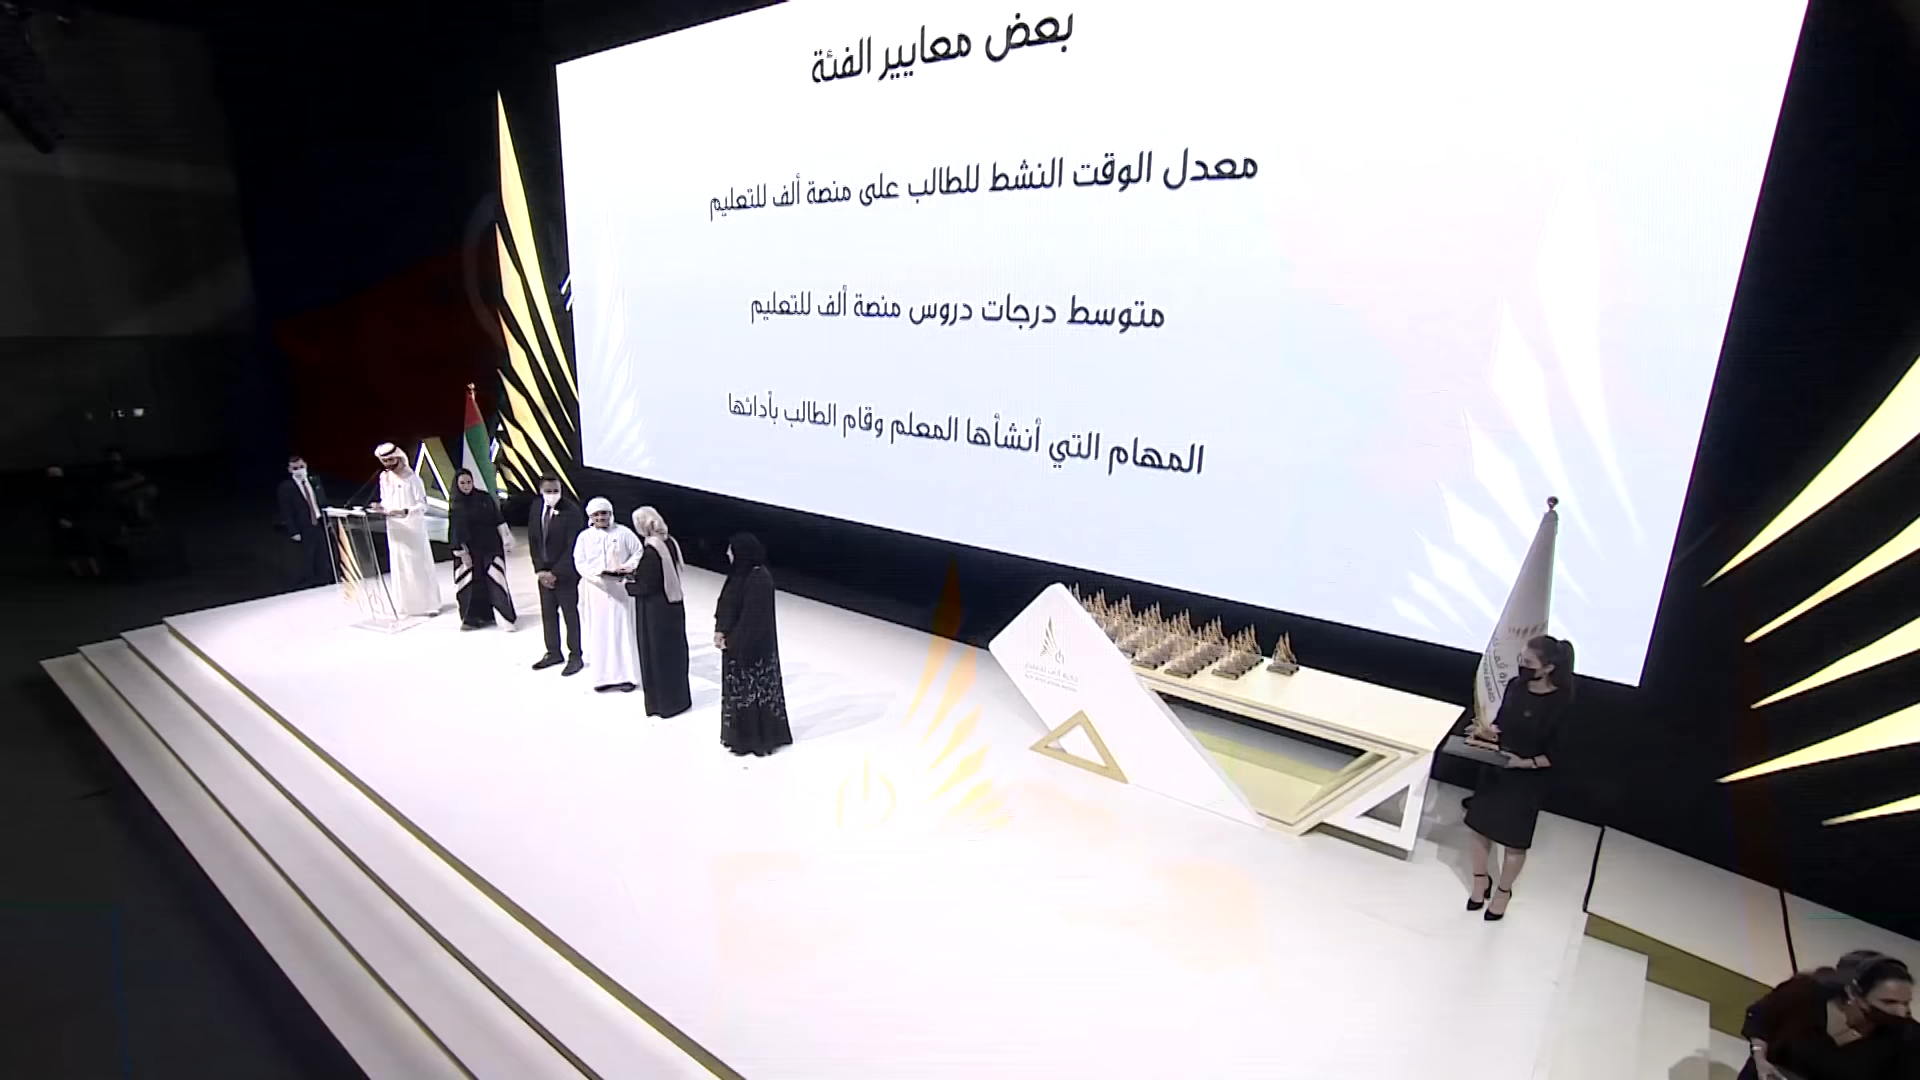 بعض معايير الفئة
معدل الوقت النشط للطالب على منصة ألف للتعليم
متوسط درجات دروس منصة ألف للتعليم
المهام التي أنشأها المعلم وقام الطالب بأدائها